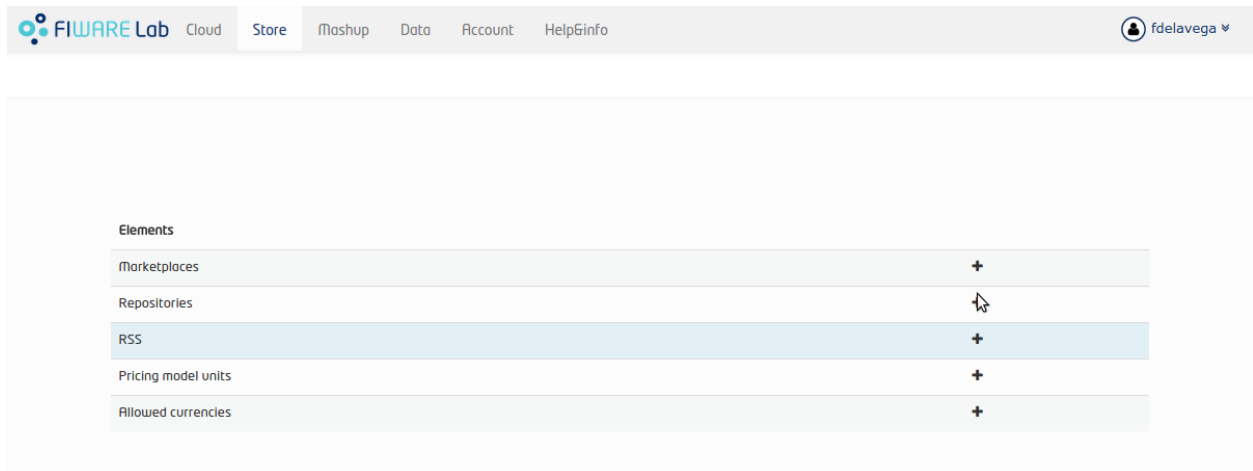 FIWARE Lab Cloud Store Mashup Data Account Help&info fdelavega
Elements
Marketplaces
Repositories
RSS
Pricing model units
Allowed currencies